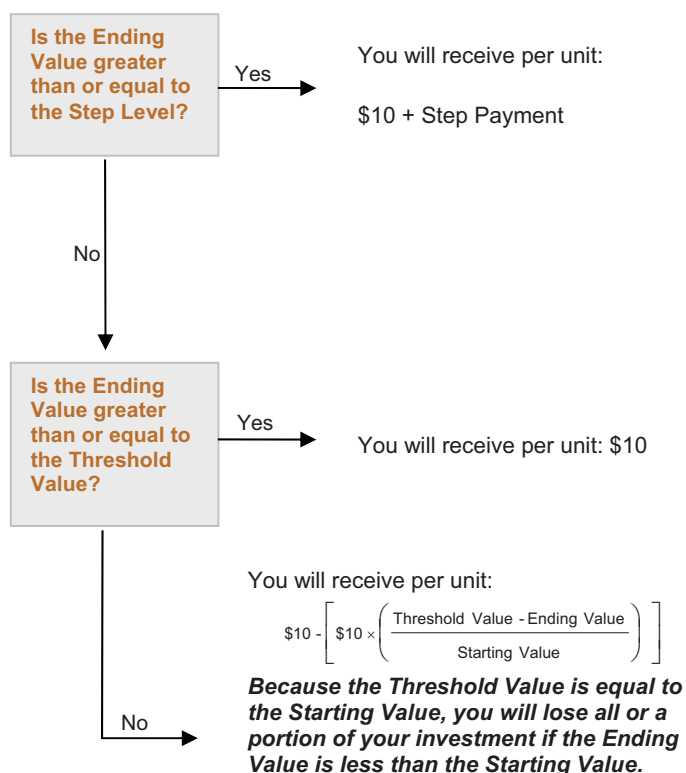 Is the Ending
Value greater
than or equal to
the Step Level?
Yes
You will receive per unit:
$10 + Step Payment
No
Is the Ending
Value greater
than or equal to
the Threshold
Value?
Yes
You will receive per unit: $10
You will receive per unit:
$10 - [ $10 × ( Threshold Value - Ending Value / Starting Value ) ]
No
Because the Threshold Value is equal to
the Starting Value, you will lose all or a
portion of your investment if the Ending
Value is less than the Starting Value.